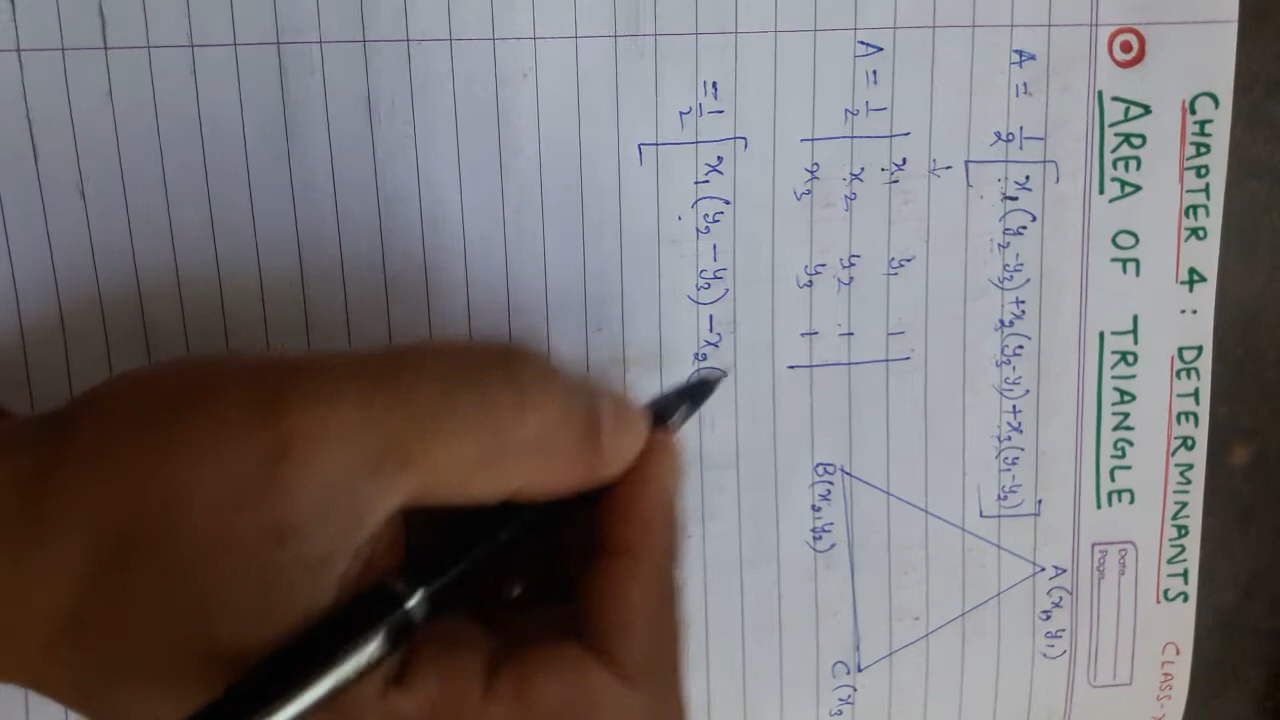 CHAPTER 4 : DETERMINANTS
CLASS-
AREA OF TRIANGLE
Date
Page
A = 1/2 [x₁(y₂-y₃)+x₂(y₃-y₁)+x₃(y₁-y₂)]
A(x₁, y₁)
↓
A = 1/2 | x₁ y₁ 1
x₂ y₂ 1
x₃ y₃ 1 |
B(x₂, y₂)
C(x₃
= 1/2 [x₁(y₂-y₃)-x₂(